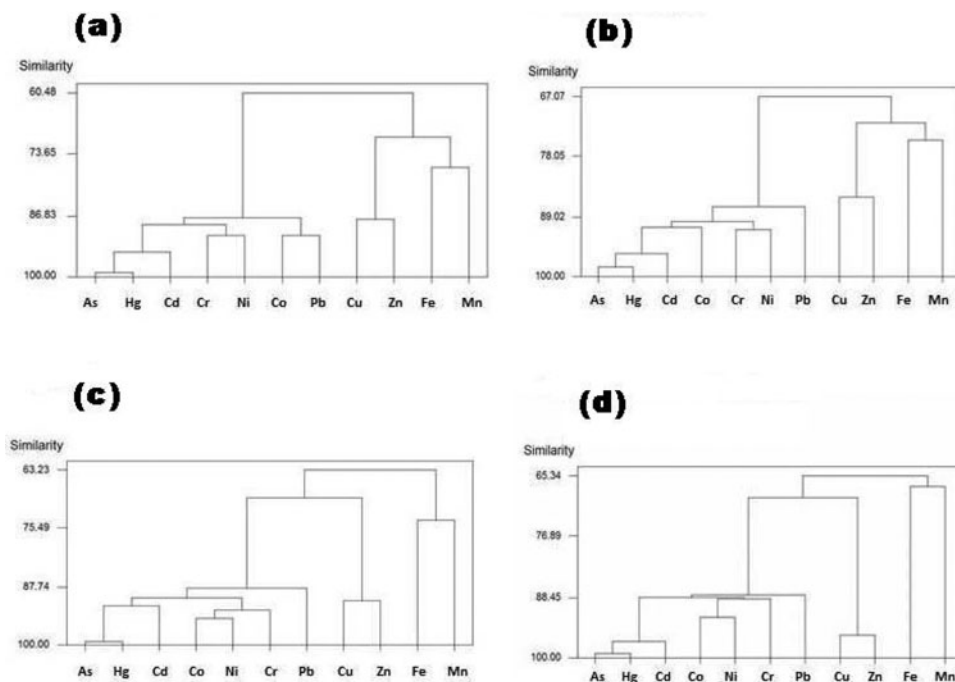 (a)
Similarity
60.48
73.65
86.83
100.00
As Hg Cd Cr Ni Co Pb Cu Zn Fe Mn
(b)
Similarity
67.07
78.05
89.02
100.00
As Hg Cd Co Cr Ni Pb Cu Zn Fe Mn
(c)
Similarity
63.23
75.49
87.74
100.00
As Hg Cd Co Ni Cr Pb Cu Zn Fe Mn
(d)
Similarity
65.34
76.89
88.45
100.00
As Hg Cd Co Ni Cr Pb Cu Zn Fe Mn